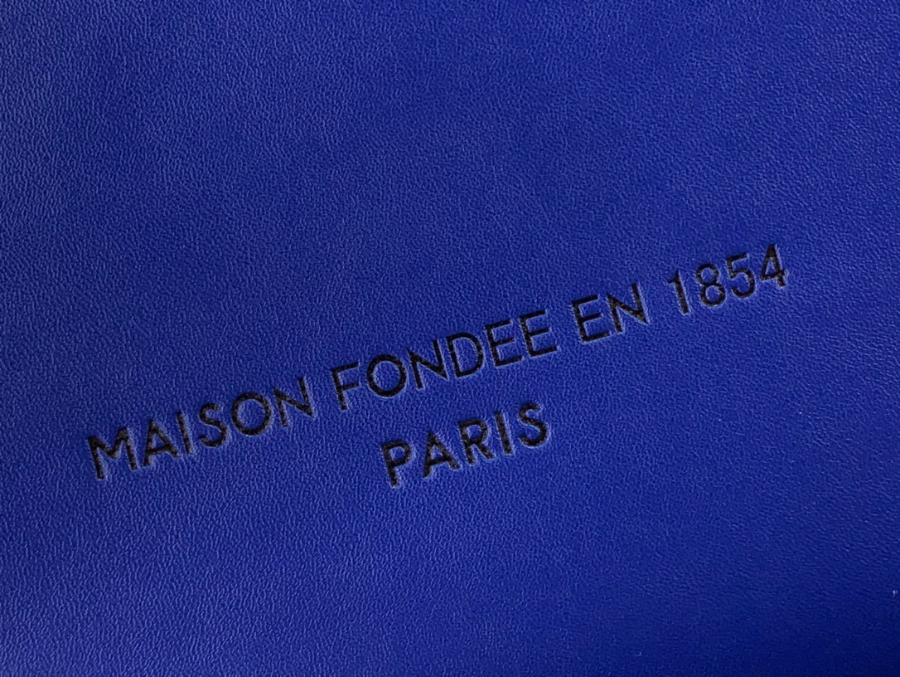 MAISON FONDEE EN 1854
PARIS